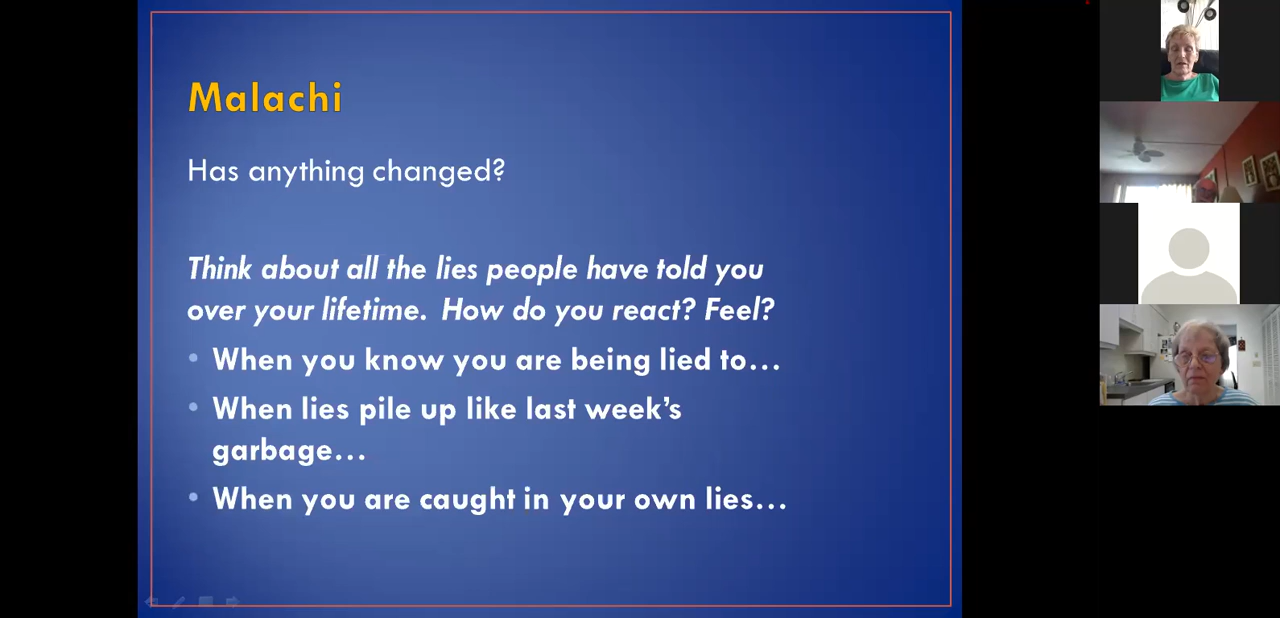 Malachi
Has anything changed?
Think about all the lies people have told you
over your lifetime.  How do you react? Feel?
• When you know you are being lied to…
• When lies pile up like last week’s
garbage…
• When you are caught in your own lies…